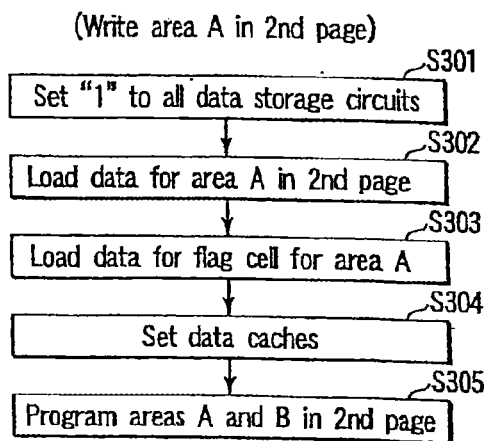 (Write area A in 2nd page)
S301
Set "1" to all data storage circuits
S302
Load data for area A in 2nd page
S303
Load data for flag cell for area A
S304
Set data caches
S305
Program areas A and B in 2nd page